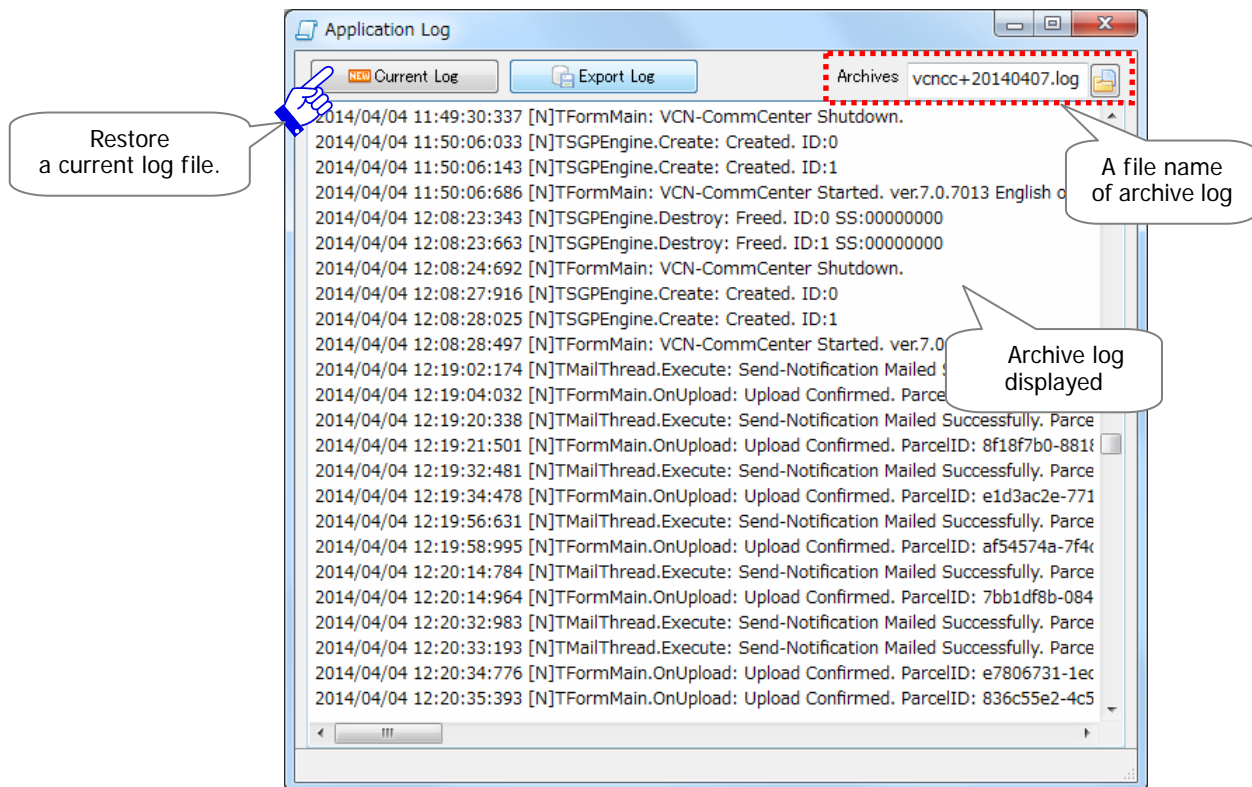 Application Log
NEW Current Log
Export Log
Archives vcncc+20140407.log
Restore
a current log file.
A file name
of archive log
Archive log
displayed
2014/04/04 11:49:30:337 [N]TFormMain: VCN-CommCenter Shutdown.
2014/04/04 11:50:06:033 [N]TSGPEngine.Create: Created. ID:0
2014/04/04 11:50:06:143 [N]TSGPEngine.Create: Created. ID:1
2014/04/04 11:50:06:686 [N]TFormMain: VCN-CommCenter Started. ver.7.0.7013 English
2014/04/04 12:08:23:343 [N]TSGPEngine.Destroy: Freed. ID:0 SS:00000000
2014/04/04 12:08:23:663 [N]TSGPEngine.Destroy: Freed. ID:1 SS:00000000
2014/04/04 12:08:24:692 [N]TFormMain: VCN-CommCenter Shutdown.
2014/04/04 12:08:27:916 [N]TSGPEngine.Create: Created. ID:0
2014/04/04 12:08:28:025 [N]TSGPEngine.Create: Created. ID:1
2014/04/04 12:08:28:497 [N]TFormMain: VCN-CommCenter Started. ver.7.0
2014/04/04 12:19:02:174 [N]TMailThread.Execute: Send-Notification Mailed
2014/04/04 12:19:04:032 [N]TFormMain.OnUpload: Upload Confirmed. Parce
2014/04/04 12:19:20:338 [N]TMailThread.Execute: Send-Notification Mailed Successfully. Parce
2014/04/04 12:19:21:501 [N]TFormMain.OnUpload: Upload Confirmed. ParcelID: 8f18f7b0-881
2014/04/04 12:19:32:481 [N]TMailThread.Execute: Send-Notification Mailed Successfully. Parce
2014/04/04 12:19:34:478 [N]TFormMain.OnUpload: Upload Confirmed. ParcelID: e1d3ac2e-771
2014/04/04 12:19:56:631 [N]TMailThread.Execute: Send-Notification Mailed Successfully. Parce
2014/04/04 12:19:58:995 [N]TFormMain.OnUpload: Upload Confirmed. ParcelID: af54574a-7f4
2014/04/04 12:20:14:784 [N]TMailThread.Execute: Send-Notification Mailed Successfully. Parce
2014/04/04 12:20:14:964 [N]TFormMain.OnUpload: Upload Confirmed. ParcelID: 7bb1df8b-084
2014/04/04 12:20:32:983 [N]TMailThread.Execute: Send-Notification Mailed Successfully. Parce
2014/04/04 12:20:33:193 [N]TMailThread.Execute: Send-Notification Mailed Successfully. Parce
2014/04/04 12:20:34:776 [N]TFormMain.OnUpload: Upload Confirmed. ParcelID: e7806731-1e
2014/04/04 12:20:35:393 [N]TFormMain.OnUpload: Upload Confirmed. ParcelID: 836c55e2-4c5